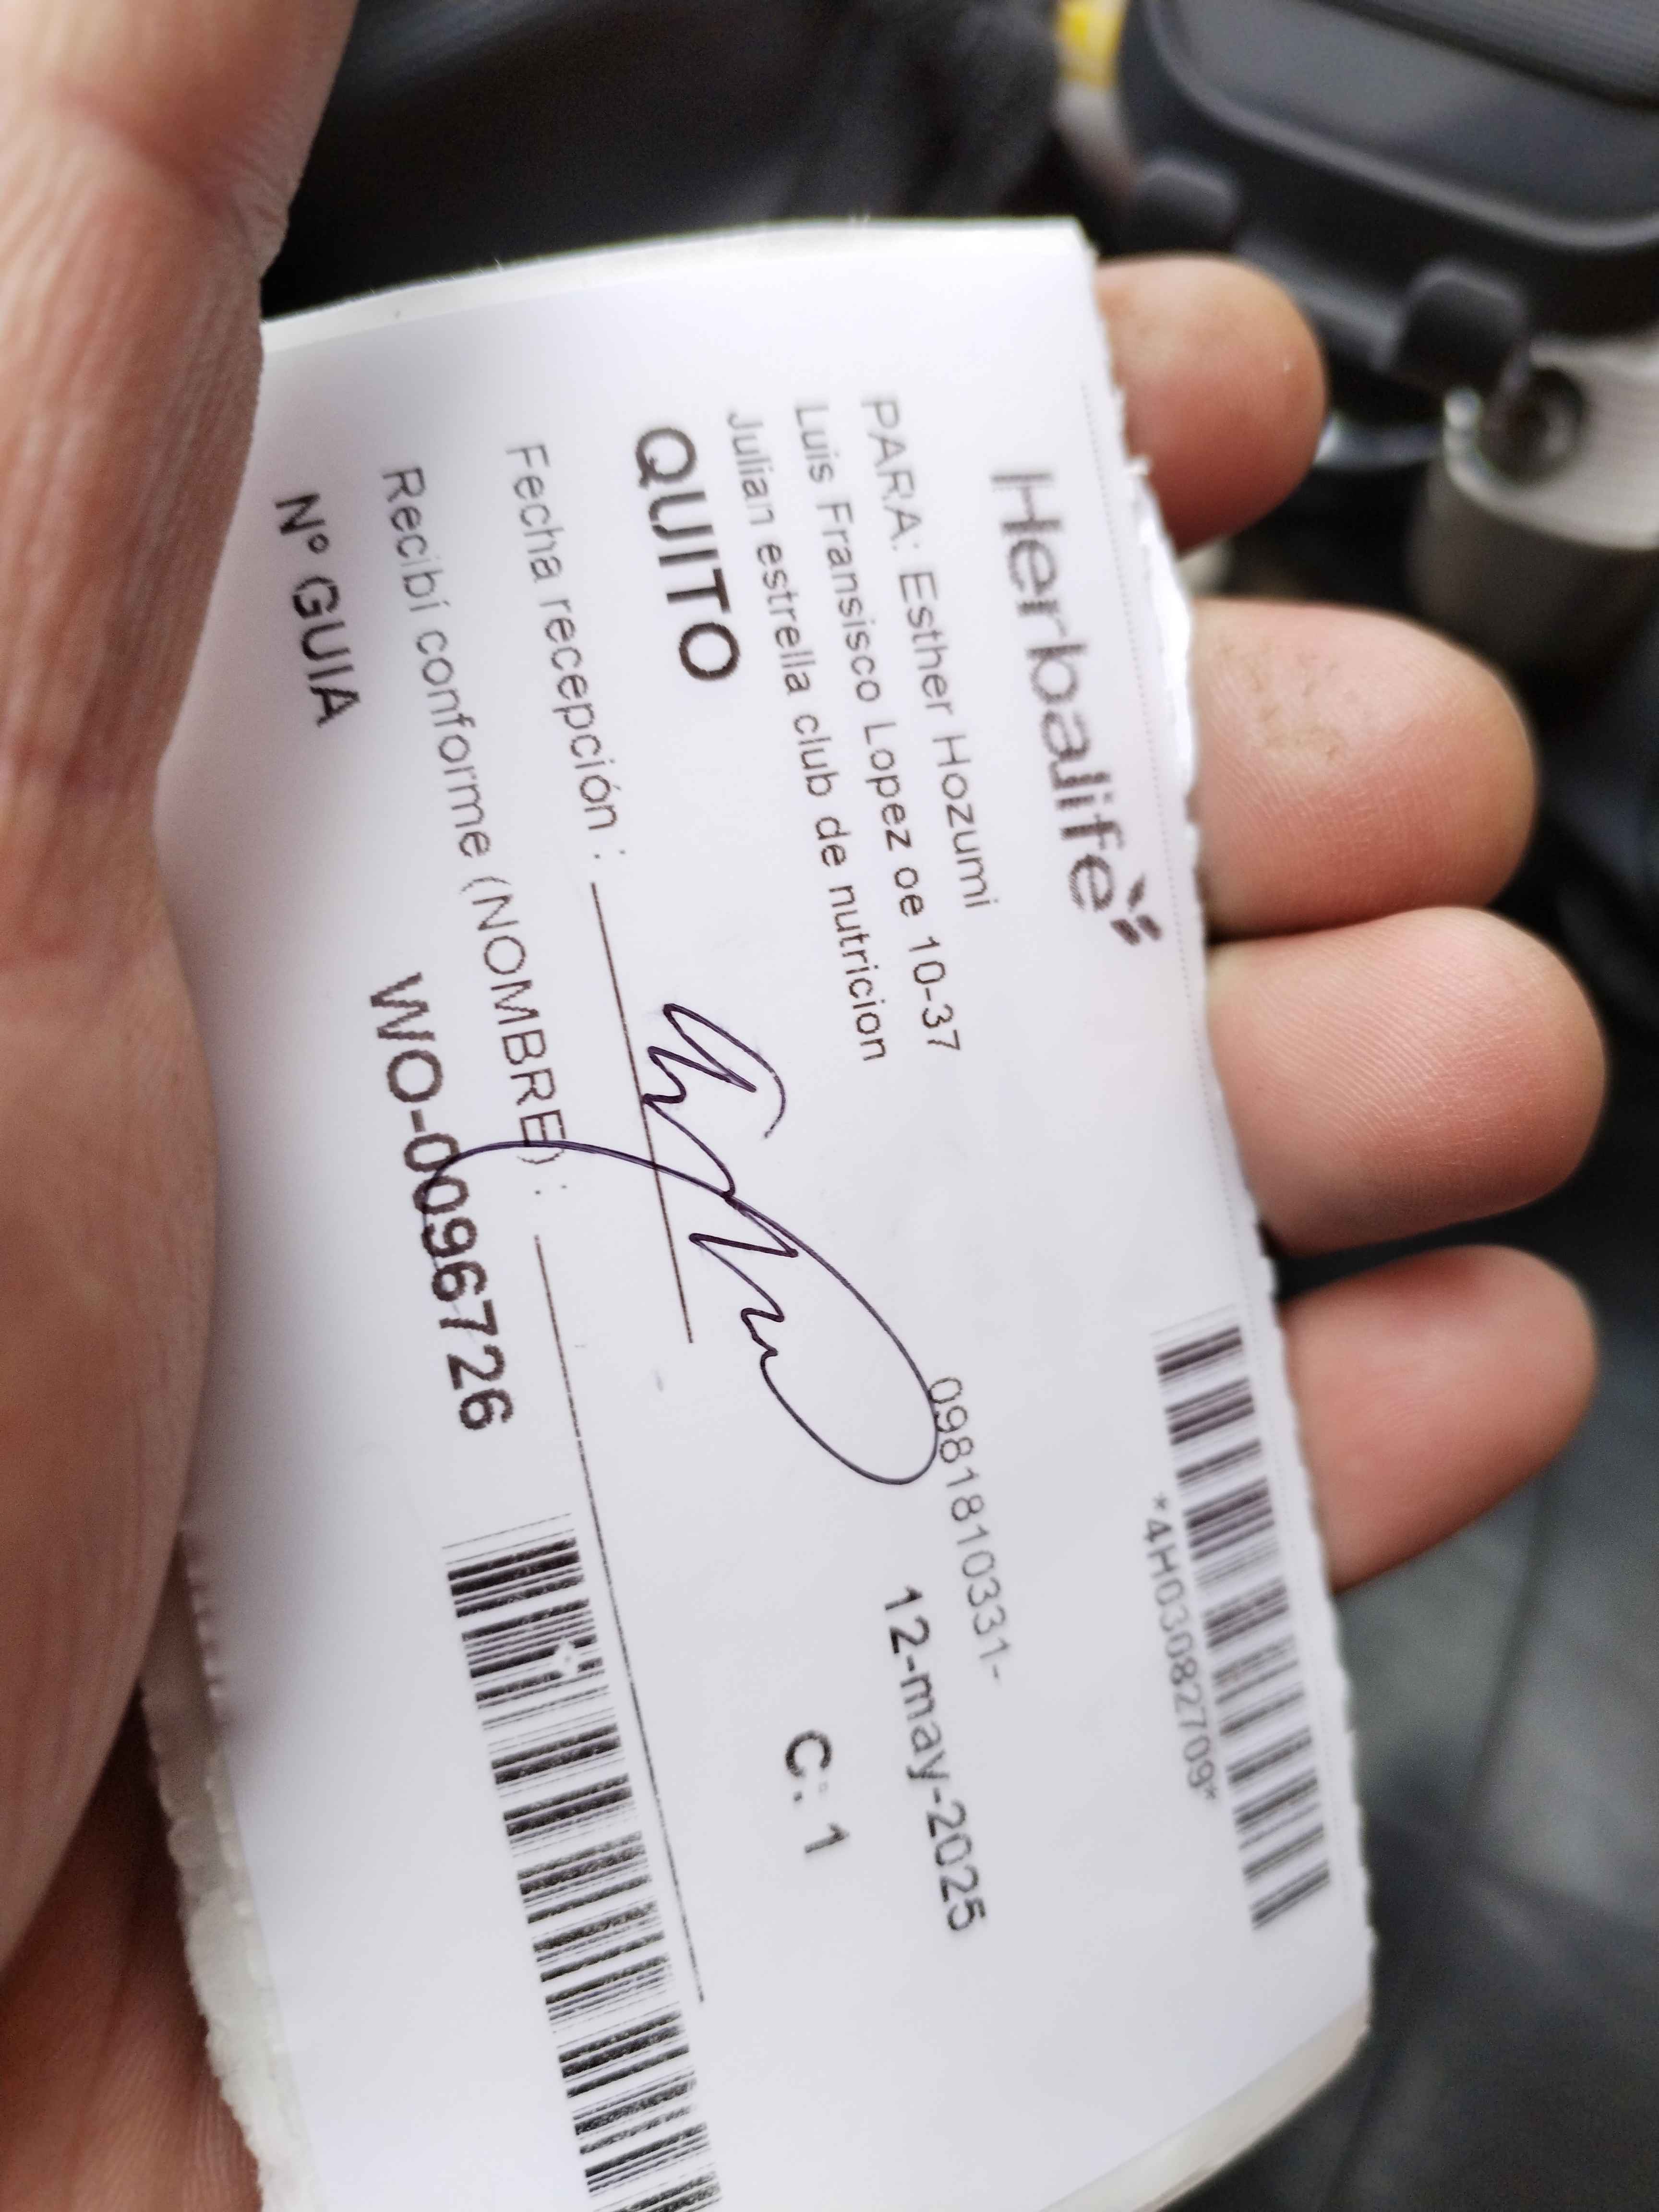 Herbalife
*4H03082709*
PARA: Esther Hozumi
Luis Fransisco Lopez oe 10-37
0981810331-
Julian estrella club de nutricion
12-may-2025
QUITO
C: 1
Fecha recepción :
Recibí conforme (NOMBRE) :
Nº GUIA
WO-0096726